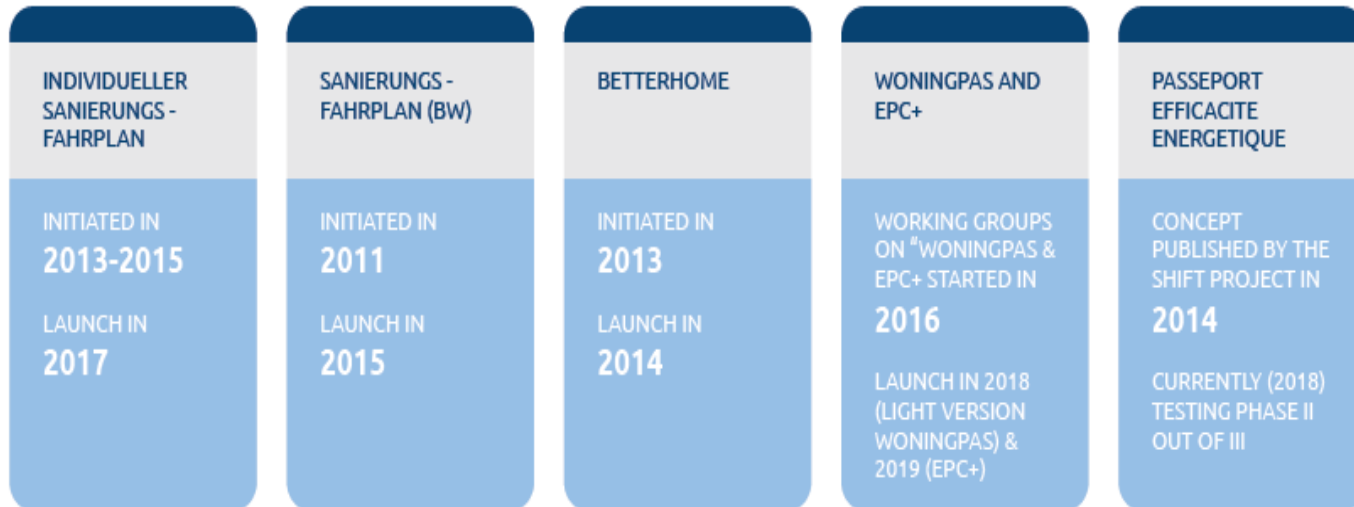 INDIVIDUELLER
SANIERUNGS -
FAHRPLAN
INITIATED IN
2013-2015
LAUNCH IN
2017
SANIERUNGS -
FAHRPLAN (BW)
INITIATED IN
2011
LAUNCH IN
2015
BETTERHOME
INITIATED IN
2013
LAUNCH IN
2014
WONINGPAS AND
EPC+
WORKING GROUPS
ON “WONINGPAS &
EPC+ STARTED IN
2016
LAUNCH IN 2018
(LIGHT VERSION
WONINGPAS) &
2019 (EPC+)
PASSEPORT
EFFICACITE
ENERGETIQUE
CONCEPT
PUBLISHED BY THE
SHIFT PROJECT IN
2014
CURRENTLY (2018)
TESTING PHASE II
OUT OF III